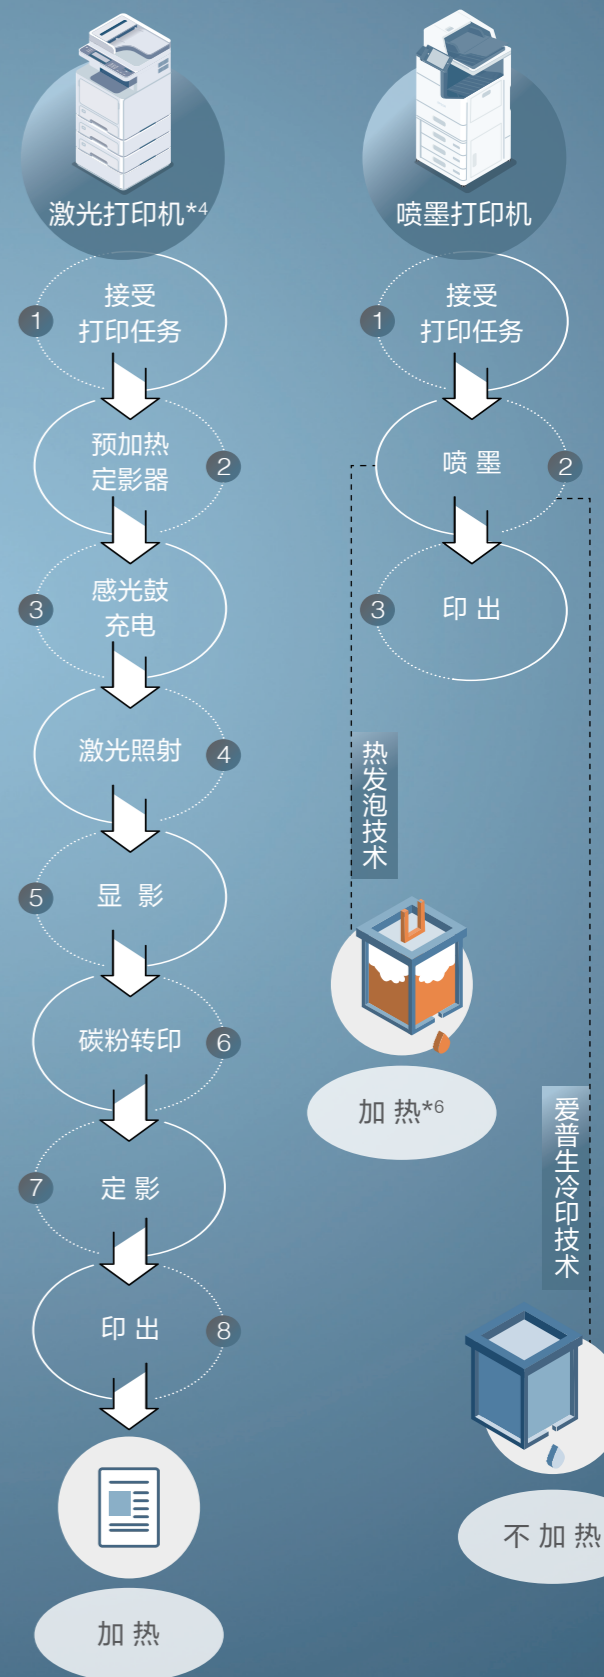 激光打印机*4
1
接受
打印任务
预加热
定影器
2
3
感光鼓
充电
激光照射
4
5
显 影
碳粉转印
6
7
定 影
印 出
8
加 热
喷墨打印机
1
接受
打印任务
喷 墨
2
3
印 出
热发泡技术
加 热*6
爱普生冷印技术
不 加 热